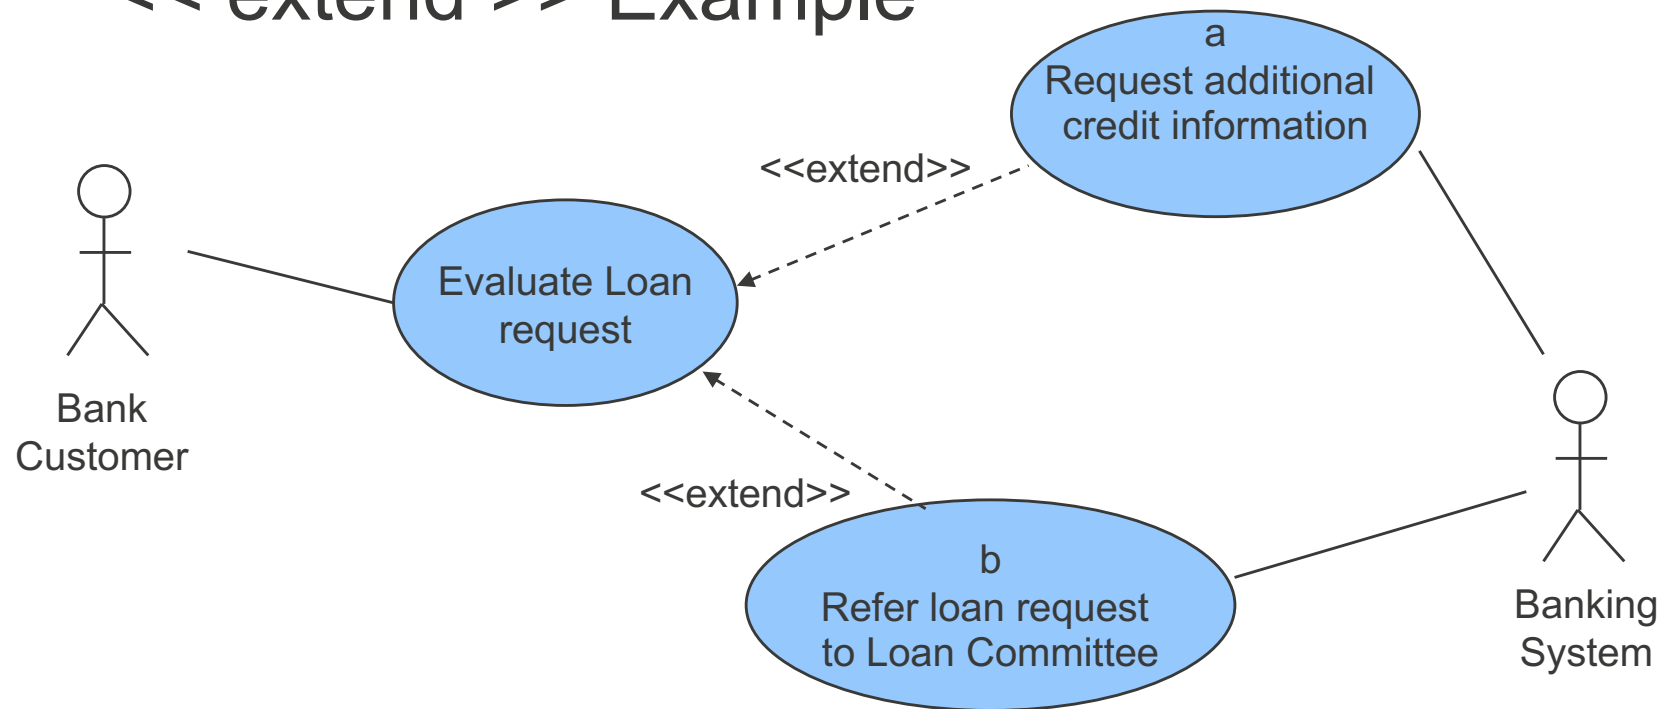 << extend >> Example
a
Request additional
credit information
<<extend>>
Evaluate Loan
request
Bank
Customer
<<extend>>
b
Refer loan request
to Loan Committee
Banking
System